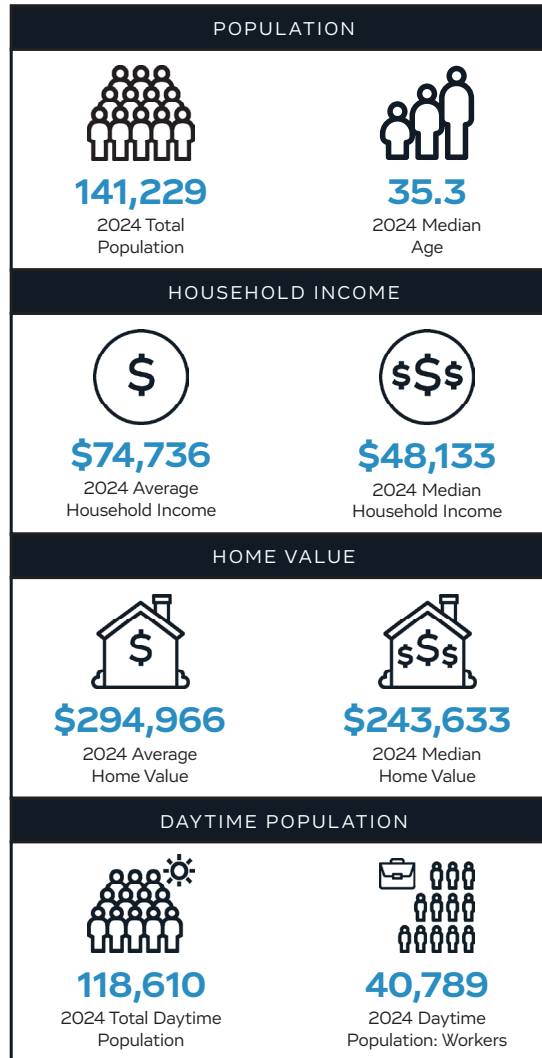 POPULATION
141,229
2024 Total
Population
35.3
2024 Median
Age
HOUSEHOLD INCOME
$
$74,736
2024 Average
Household Income
$$$
$48,133
2024 Median
Household Income
HOME VALUE
$
$294,966
2024 Average
Home Value
$$$
$243,633
2024 Median
Home Value
DAYTIME POPULATION
118,610
2024 Total Daytime
Population
40,789
2024 Daytime
Population: Workers